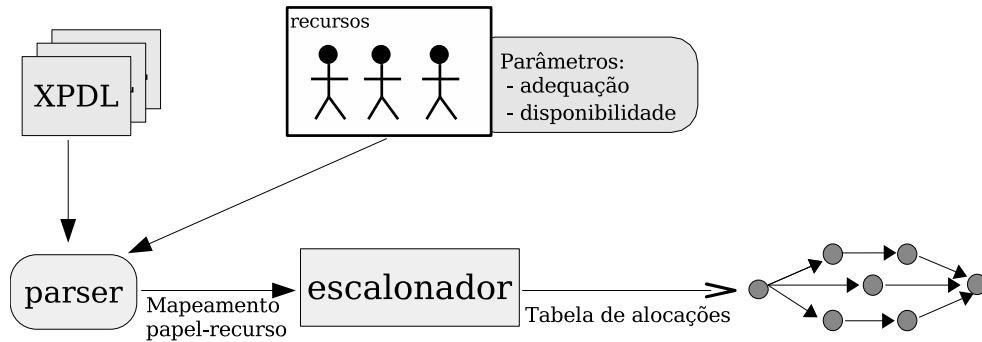 recursos
XPDL
Parâmetros:
- adequação
- disponibilidade
parser
Mapeamento
papel-recurso
escalonador
Tabela de alocações